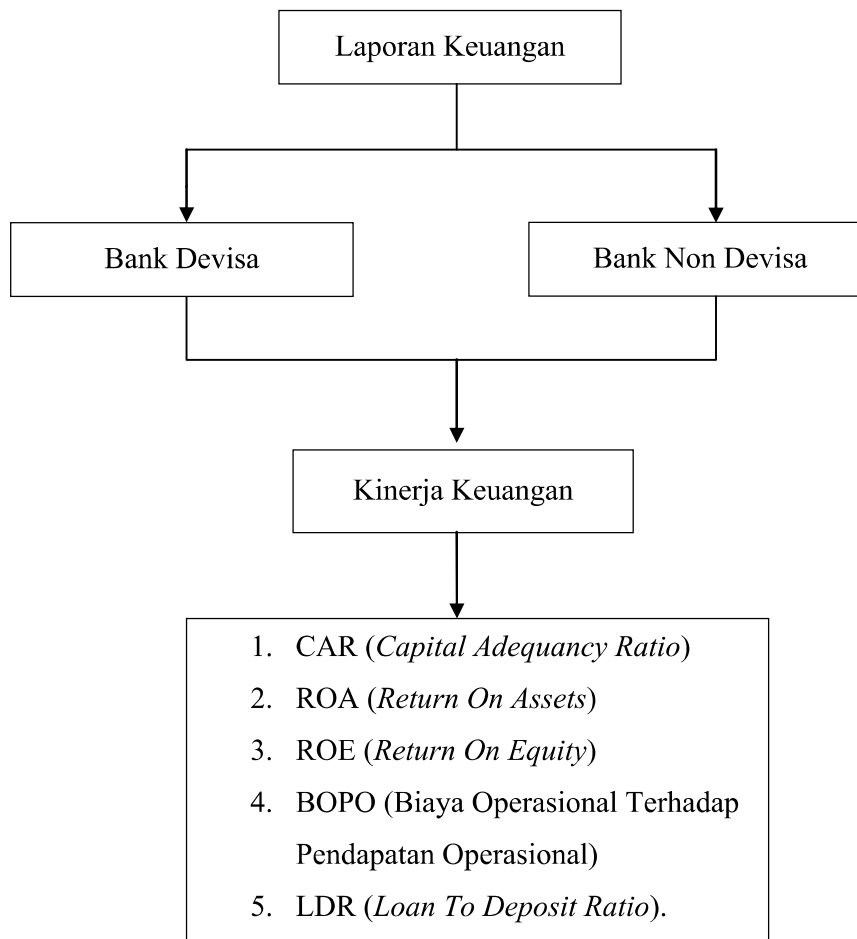 Laporan Keuangan
Bank Devisa
Bank Non Devisa
Kinerja Keuangan
1. CAR (Capital Adequancy Ratio)
2. ROA (Return On Assets)
3. ROE (Return On Equity)
4. BOPO (Biaya Operasional Terhadap
Pendapatan Operasional)
5. LDR (Loan To Deposit Ratio).